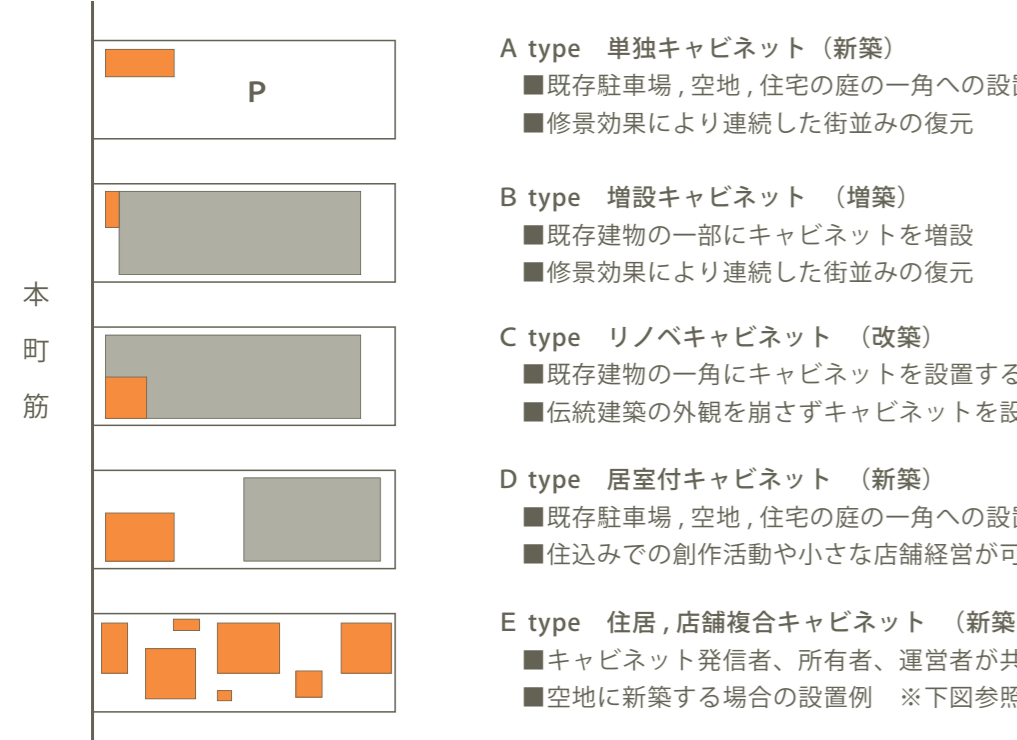 本町筋
P
A type 単独キャビネット（新築）
■既存駐車場 , 空地 , 住宅の庭の一角への設
■修景効果により連続した街並みの復元
B type 増設キャビネット （増築）
■既存建物の一部にキャビネットを増設
■修景効果により連続した街並みの復元
C type リノベキャビネット （改築）
■既存建物の一角にキャビネットを設置する
■伝統建築の外観を崩さずキャビネットを設
D type 居室付キャビネット （新築）
■既存駐車場 , 空地 , 住宅の庭の一角への設
■住込みでの創作活動や小さな店舗経営が可
E type 住居 , 店舗複合キャビネット （新築
■キャビネット発信者、所有者、運営者が共
■空地に新築する場合の設置例 ※下図参照